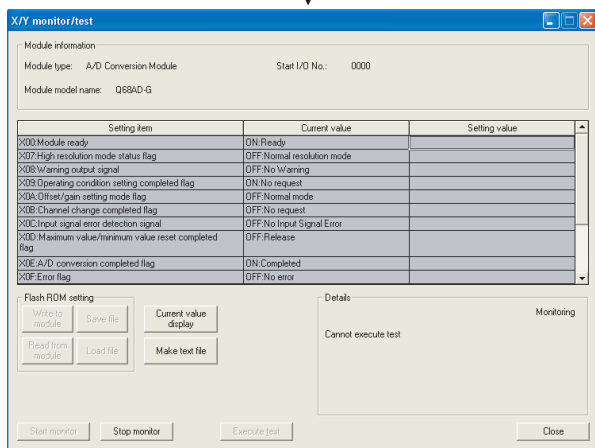 X/Y monitor/test
Module information
Module type: A/D Conversion Module Start I/O No.: 0000
Module model name: Q68AD-G
Setting item Current value Setting value
X00:Module ready ON:Ready
X07:High resolution mode status flag OFF:Normal resolution mode
X08:Warning output signal OFF:No Warning
X09:Operating condition setting completed flag ON:No request
X0A:Offset/gain setting mode flag OFF:Normal mode
X0B:Channel change completed flag OFF:No request
X0C:Input signal error detection signal OFF:No Input Signal Error
X0D:Maximum value/minimum value reset completed OFF:Release
flag
X0E:A/D conversion completed flag ON:Completed
X0F:Error flag OFF:No error
Flash ROM setting Details
Write to Save file Current value Monitoring
module display
Cannot execute test
Read from Load file Make text file
module
Start monitor Stop monitor Execute test Close